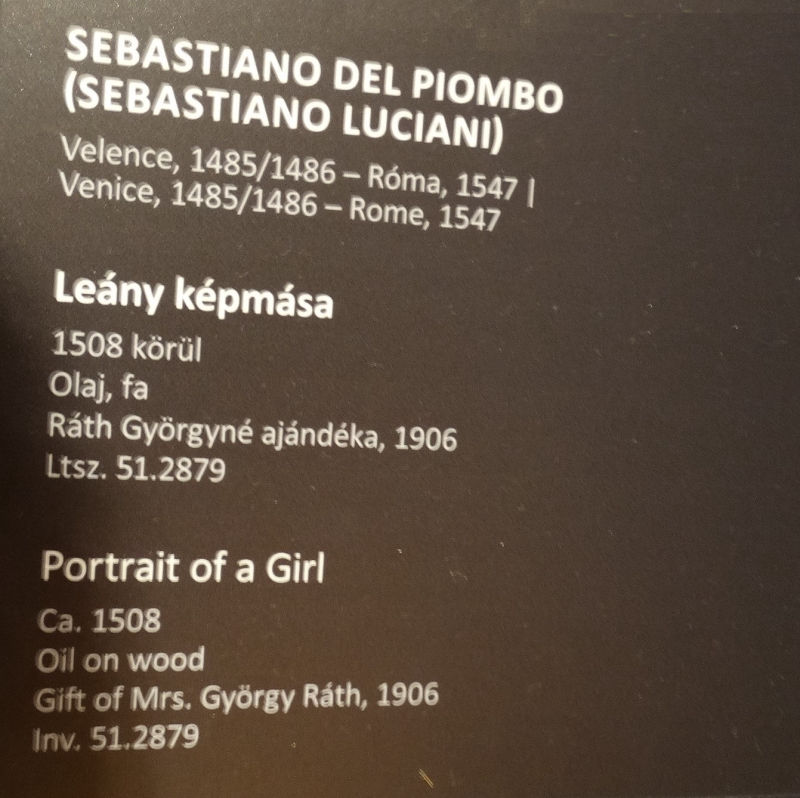 SEBASTIANO DEL PIOMBO
(SEBASTIANO LUCIANI)
Velence, 1485/1486 – Róma, 1547 |
Venice, 1485/1486 – Rome, 1547
Leány képmása
1508 körül
Olaj, fa
Ráth Györgyné ajándéka, 1906
Ltsz. 51.2879
Portrait of a Girl
Ca. 1508
Oil on wood
Gift of Mrs. György Ráth, 1906
Inv. 51.2879